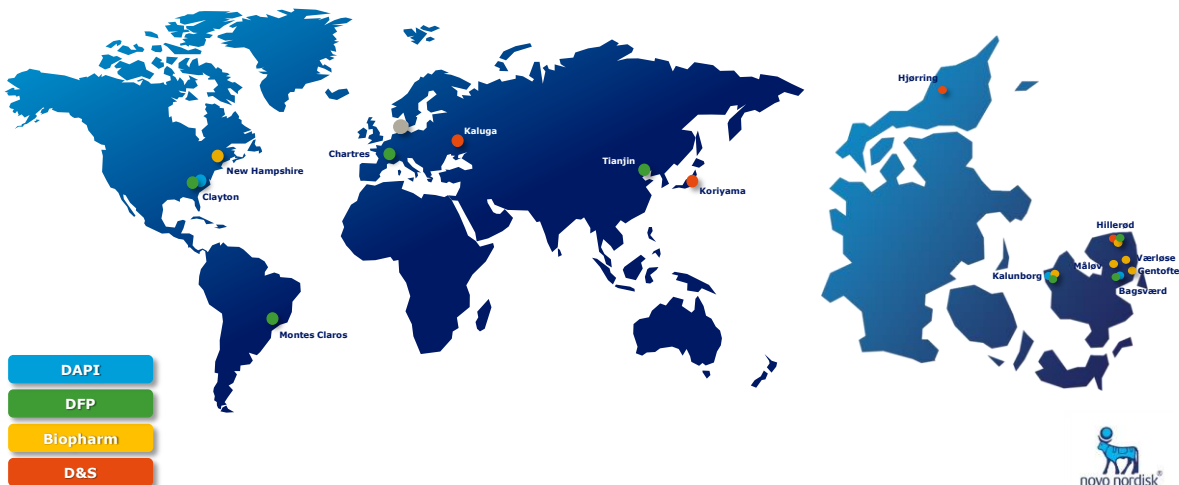 Hjørring
Kaluga
Chartres
Tianjin
New Hampshire
Koriyama
Clayton
Hillerød
Værløse
Måløv
Gentofte
Kalunborg
Bagsværd
Montes Claros
DAPI
DFP
Biopharm
D&S
novo nordisk®